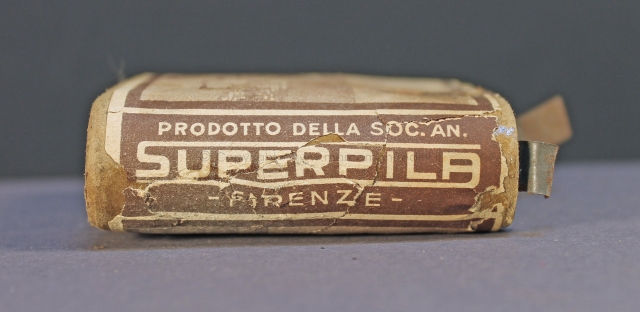 PRODOTTO DELLA SOC. AN.
SUPERPILA
- FIRENZE -